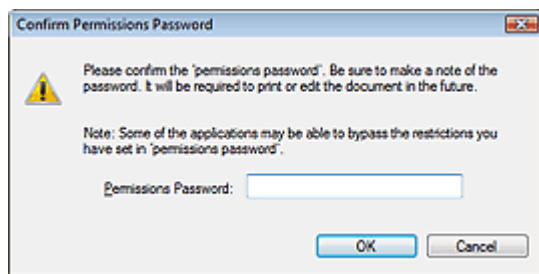 Confirm Permissions Password
Please confirm the 'permissions password'. Be sure to make a note of the
password. It will be required to print or edit the document in the future.
Note: Some of the applications may be able to bypass the restrictions you
have set in 'permissions password'.
Permissions Password:
OK Cancel